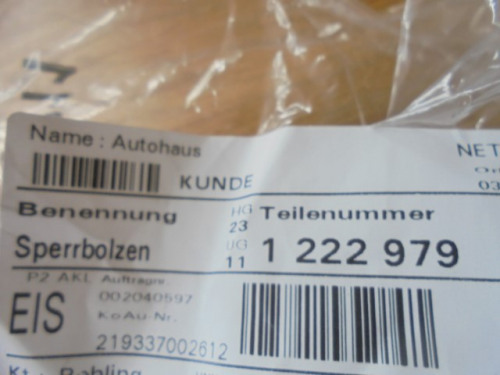 Name: Autohaus
KUNDE
NET
03
Benennung HG Teilenummer
23
Sperrbolzen UG 1 222 979
11
P2 AKL Auftragnr.
002040597
EIS KoAu-Nr.
219337002612